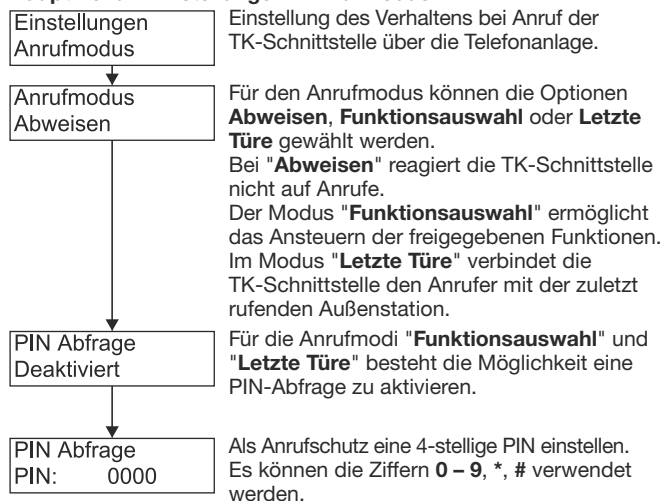 Einstellungen
Anrufmodus
Einstellung des Verhaltens bei Anruf der
TK-Schnittstelle über die Telefonanlage.
Anrufmodus
Abweisen
Für den Anrufmodus können die Optionen
Abweisen, Funktionsauswahl oder Letzte
Türe gewählt werden.
Bei "Abweisen" reagiert die TK-Schnittstelle
nicht auf Anrufe.
Der Modus "Funktionsauswahl" ermöglicht
das Ansteuern der freigegebenen Funktionen.
Im Modus "Letzte Türe" verbindet die
TK-Schnittstelle den Anrufer mit der zuletzt
rufenden Außenstation.
PIN Abfrage
Deaktiviert
Für die Anrufmodi "Funktionsauswahl" und
"Letzte Türe" besteht die Möglichkeit eine
PIN-Abfrage zu aktivieren.
PIN Abfrage
PIN: 0000
Als Anrufschutz eine 4-stellige PIN einstellen.
Es können die Ziffern 0 – 9, *, # verwendet
werden.